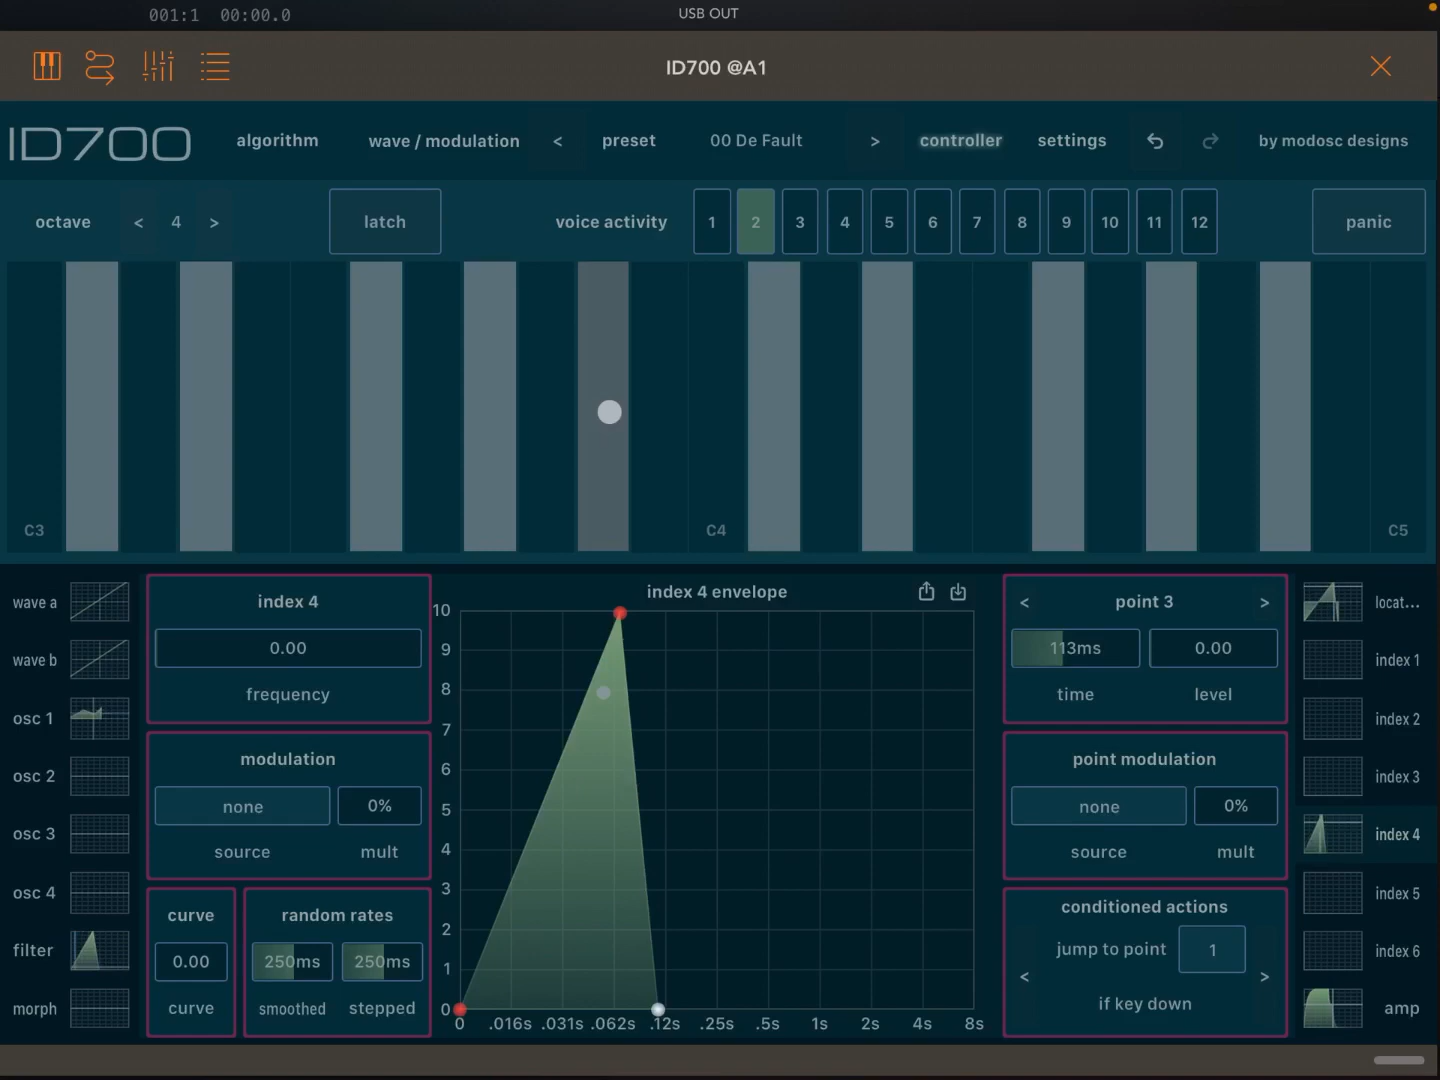 001:1 00:00.0
USB OUT
ID700 @A1
ID700
algorithm
wave / modulation
<
preset
00 De Fault
>
controller
settings
by modosc designs
octave
< 4 >
latch
voice activity
1 2 3 4 5 6 7 8 9 10 11 12
panic
C3
C4
C5
wave a
wave b
osc 1
osc 2
osc 3
osc 4
filter
morph
index 4
0.00
frequency
modulation
none
0%
source
mult
curve
0.00
curve
random rates
250ms
250ms
smoothed
stepped
index 4 envelope
10
9
8
7
6
5
4
3
2
1
0
0 .016s .031s .062s .12s .25s .5s 1s 2s 4s 8s
< point 3 >
113ms
0.00
time
level
point modulation
none
0%
source
mult
conditioned actions
jump to point 1
< >
if key down
locat...
index 1
index 2
index 3
index 4
index 5
index 6
amp